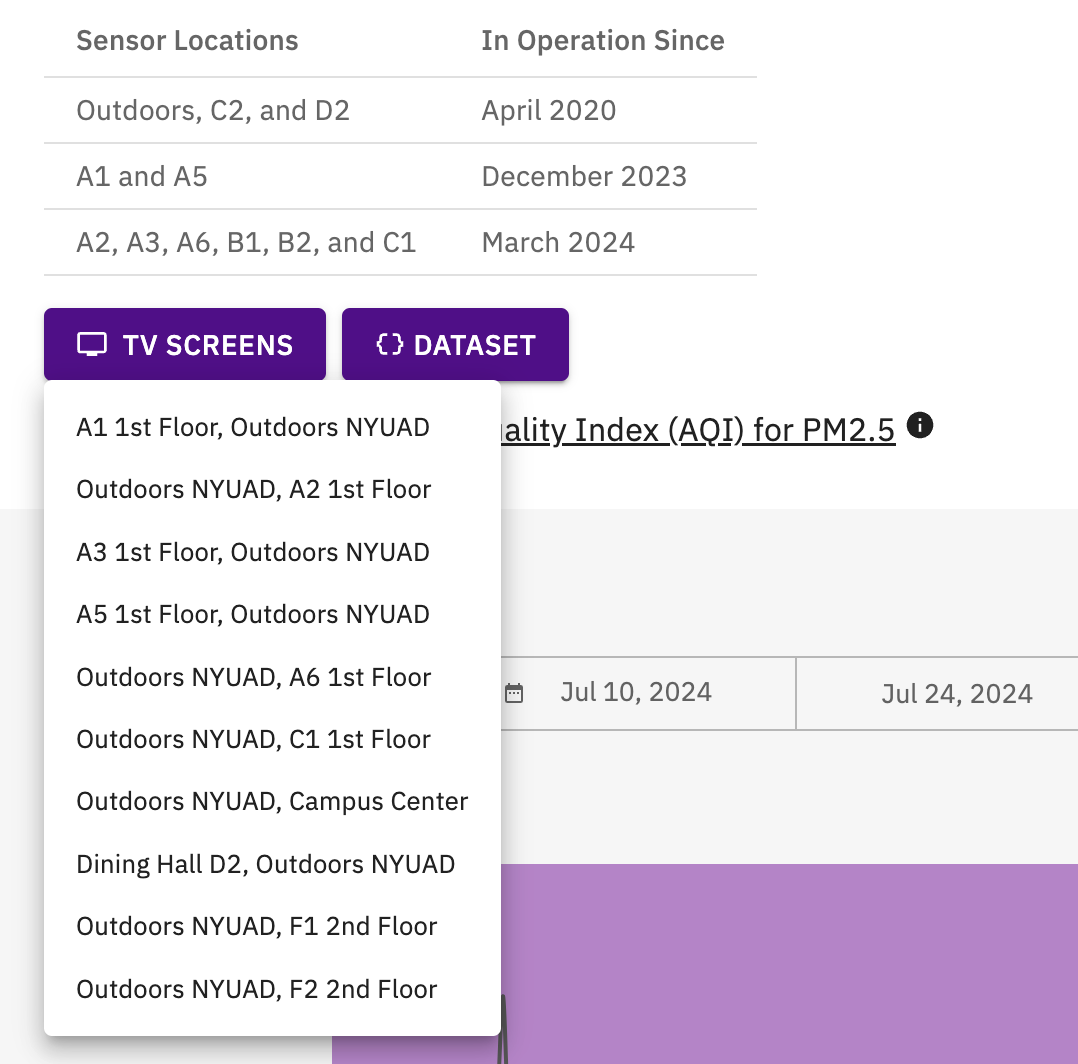 Sensor Locations In Operation Since
Outdoors, C2, and D2 April 2020
A1 and A5 December 2023
A2, A3, A6, B1, B2, and C1 March 2024
TV SCREENS DATASET
A1 1st Floor, Outdoors NYUAD
Index (AQI) for PM2.5
Outdoors NYUAD, A2 1st Floor
A3 1st Floor, Outdoors NYUAD
A5 1st Floor, Outdoors NYUAD
Outdoors NYUAD, A6 1st Floor
Jul 10, 2024 Jul 24, 2024
Outdoors NYUAD, C1 1st Floor
Outdoors NYUAD, Campus Center
Dining Hall D2, Outdoors NYUAD
Outdoors NYUAD, F1 2nd Floor
Outdoors NYUAD, F2 2nd Floor